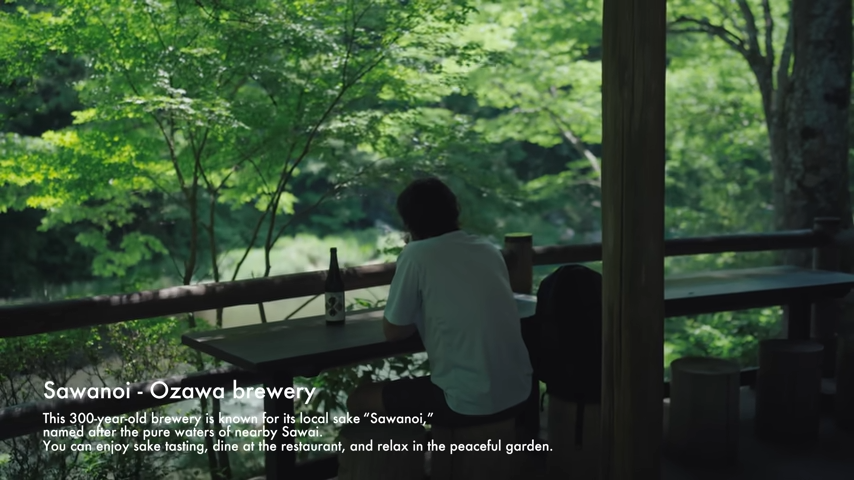 Sawanoi - Ozawa brewery
This 300-year-old brewery is known for its local sake “Sawanoi,”
named after the pure waters of nearby Sawai.
You can enjoy sake tasting, dine at the restaurant, and relax in the peaceful garden.